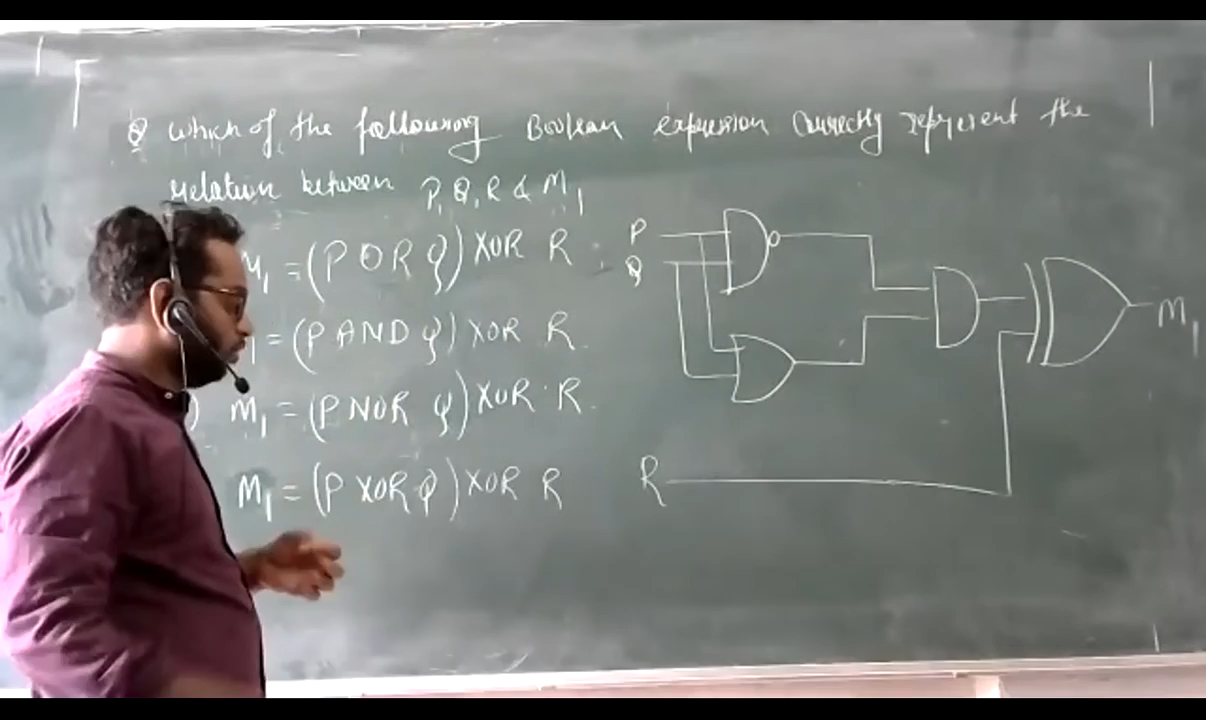 Q which of the following Boolean expression correctly represent the
relation between P, Q, R & M1
M1 = (P OR Q) XOR R
1 = (P AND Q) XOR R.
) M1 = (P NOR Q) XOR R.
M1 = (P XOR Q) XOR R
P
Q
M1
R